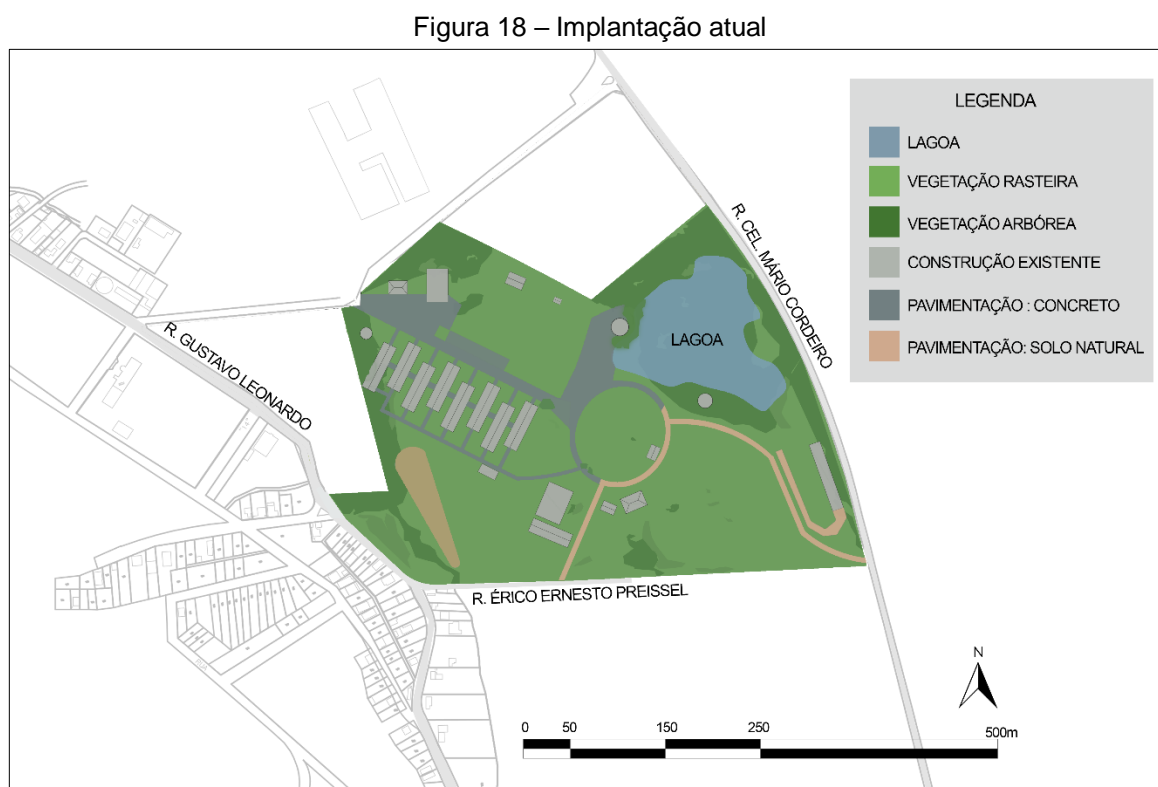 Figura 18 – Implantação atual
LEGENDA
LAGOA
VEGETAÇÃO RASTEIRA
VEGETAÇÃO ARBÓREA
CONSTRUÇÃO EXISTENTE
PAVIMENTAÇÃO : CONCRETO
PAVIMENTAÇÃO: SOLO NATURAL
R. CEL. MÁRIO CORDEIRO
LAGOA
R. GUSTAVO LEONARDO
R. ÉRICO ERNESTO PREISSEL
N
0 50 150 250 500m